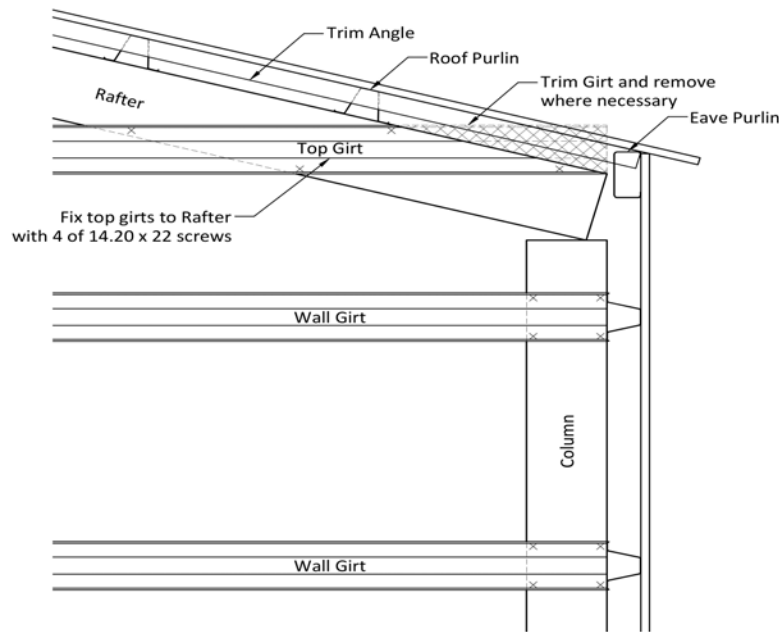 Trim Angle
Roof Purlin
Trim Girt and remove
where necessary
Eave Purlin
Rafter
Top Girt
Fix top girts to Rafter
with 4 of 14.20 x 22 screws
Wall Girt
Column
Wall Girt